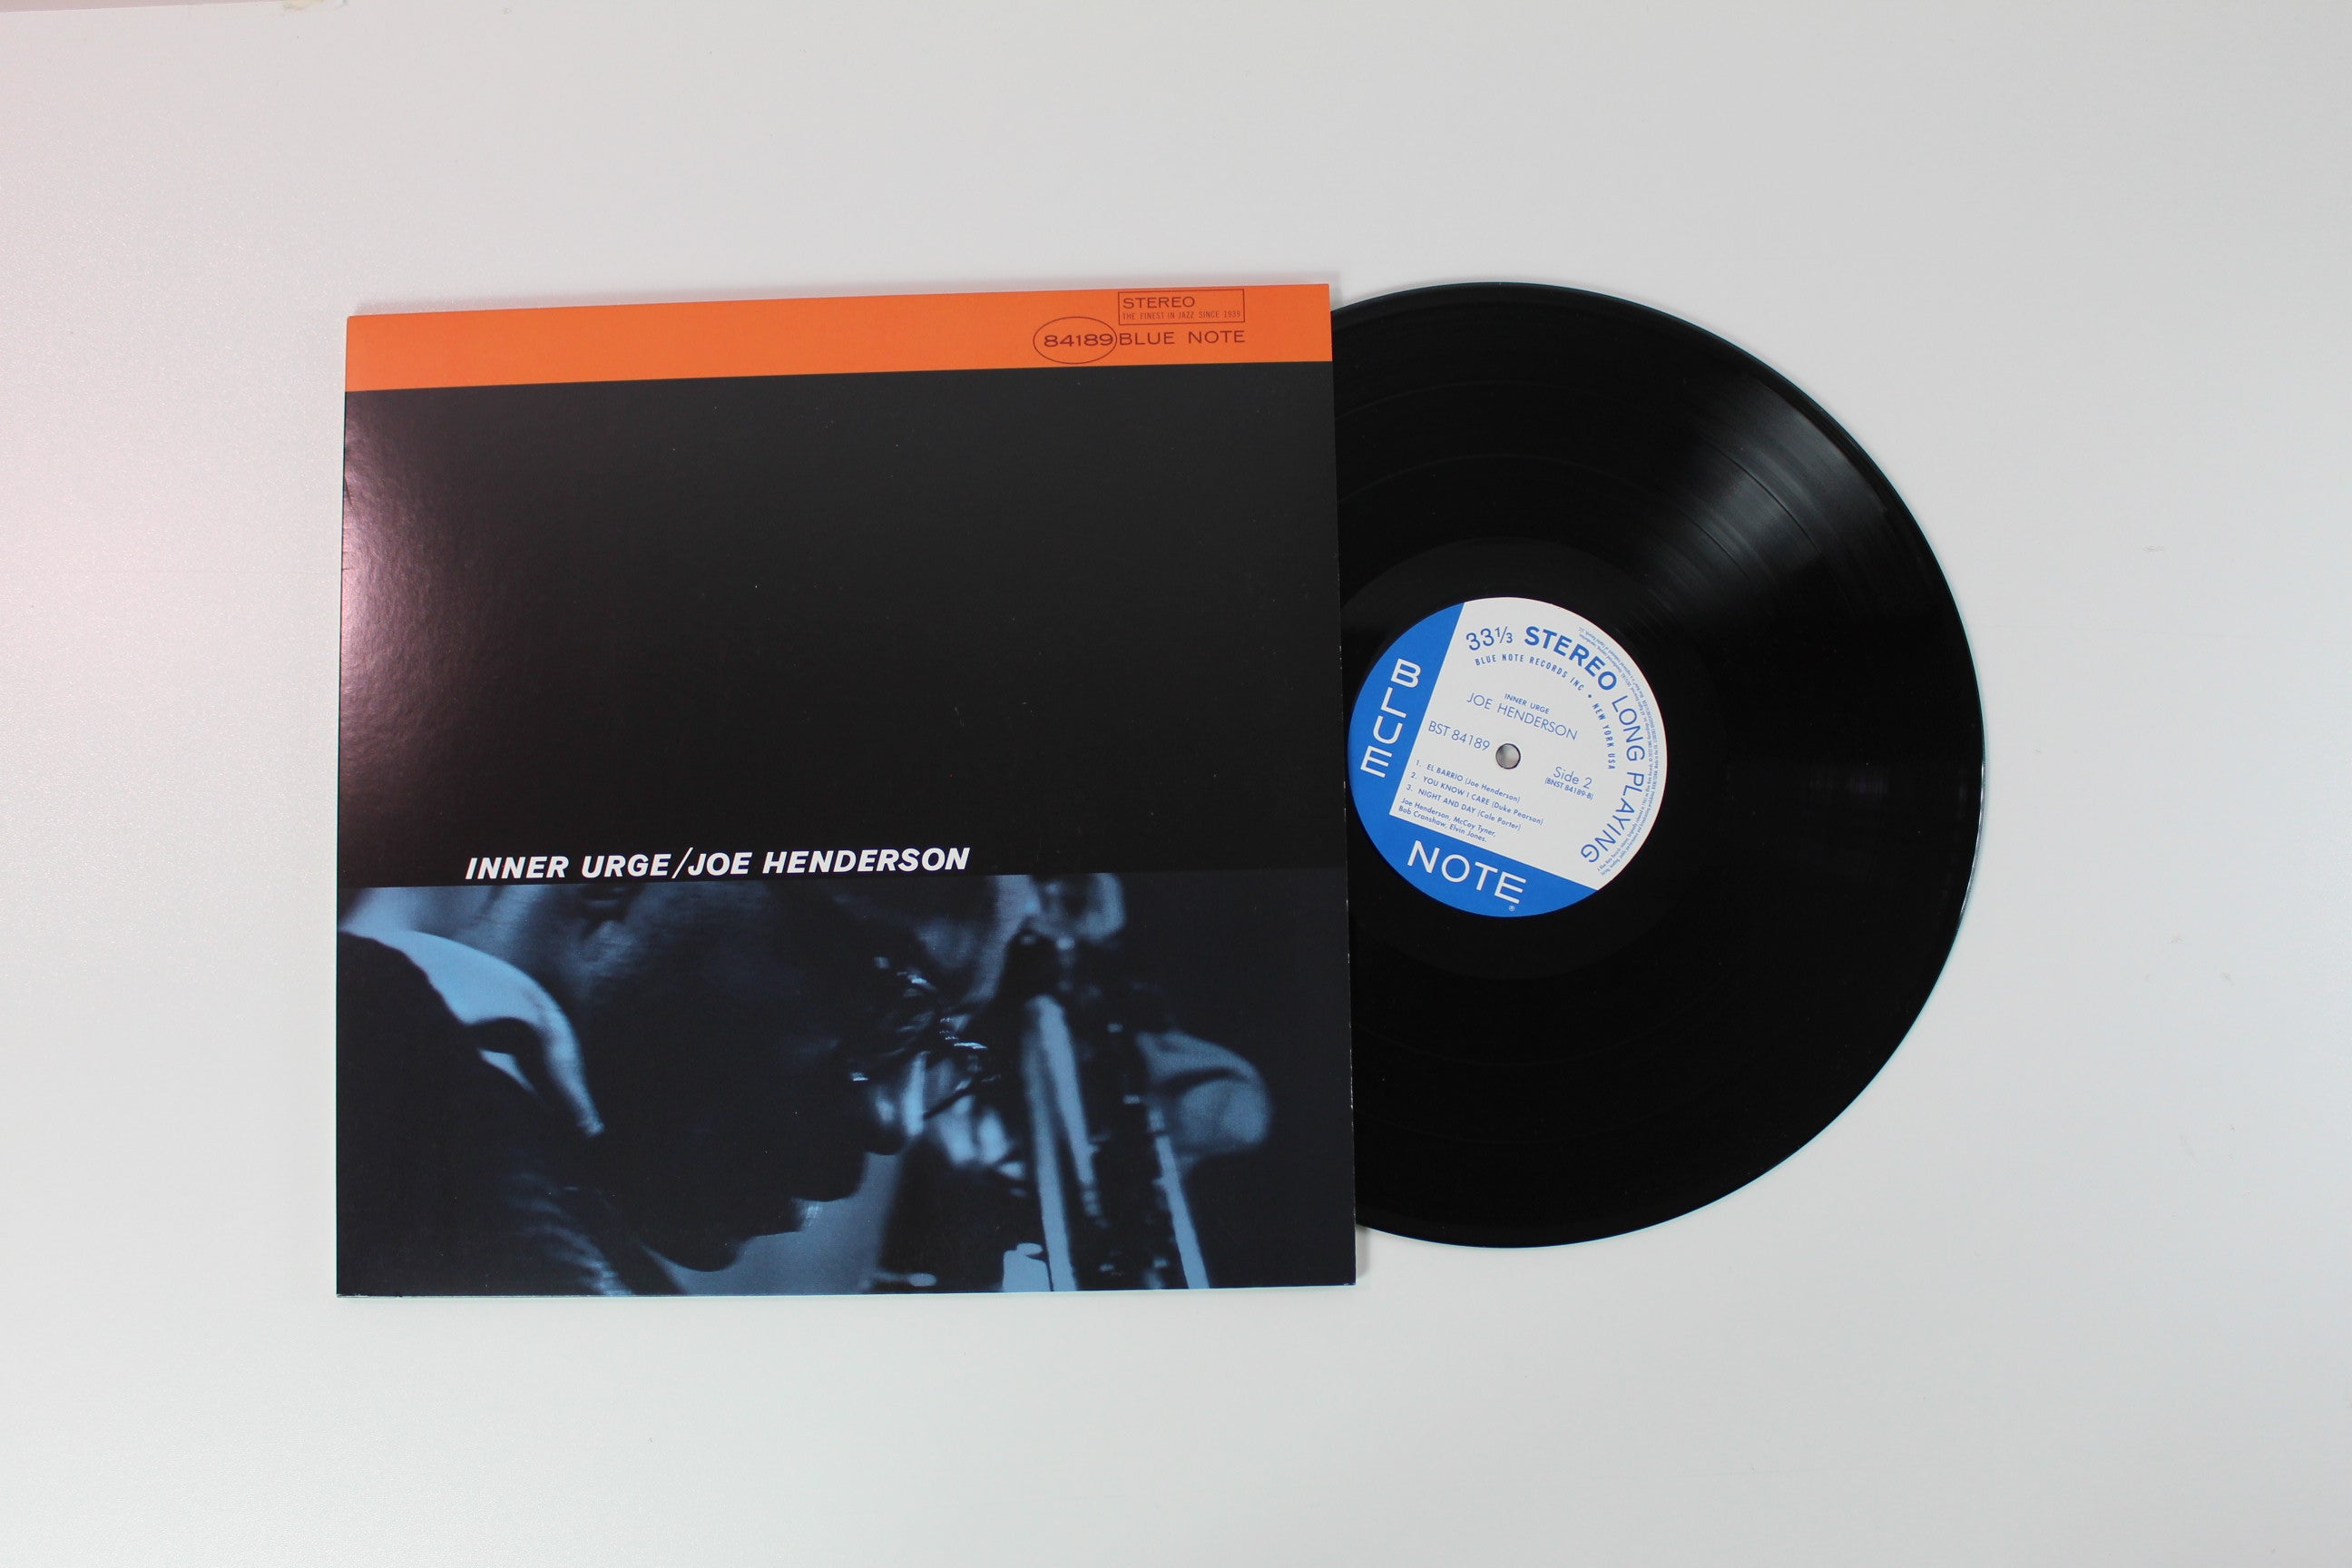 STEREO
THE FINEST IN JAZZ SINCE 1939
84189 BLUE NOTE
INNER URGE/JOE HENDERSON
33⅓ STEREO LONG PLAYING
BLUE NOTE RECORDS INC • NEW YORK USA
INNER URGE
JOE HENDERSON
BST 84189
Side 2
(BNST 84189-B)
1. EL BARRIO (Joe Henderson)
2. YOU KNOW I CARE (Duke Pearson)
3. NIGHT AND DAY (Cole Porter)
Joe Henderson, McCoy Tyner,
Bob Cranshaw, Elvin Jones.
BLUE
NOTE
®